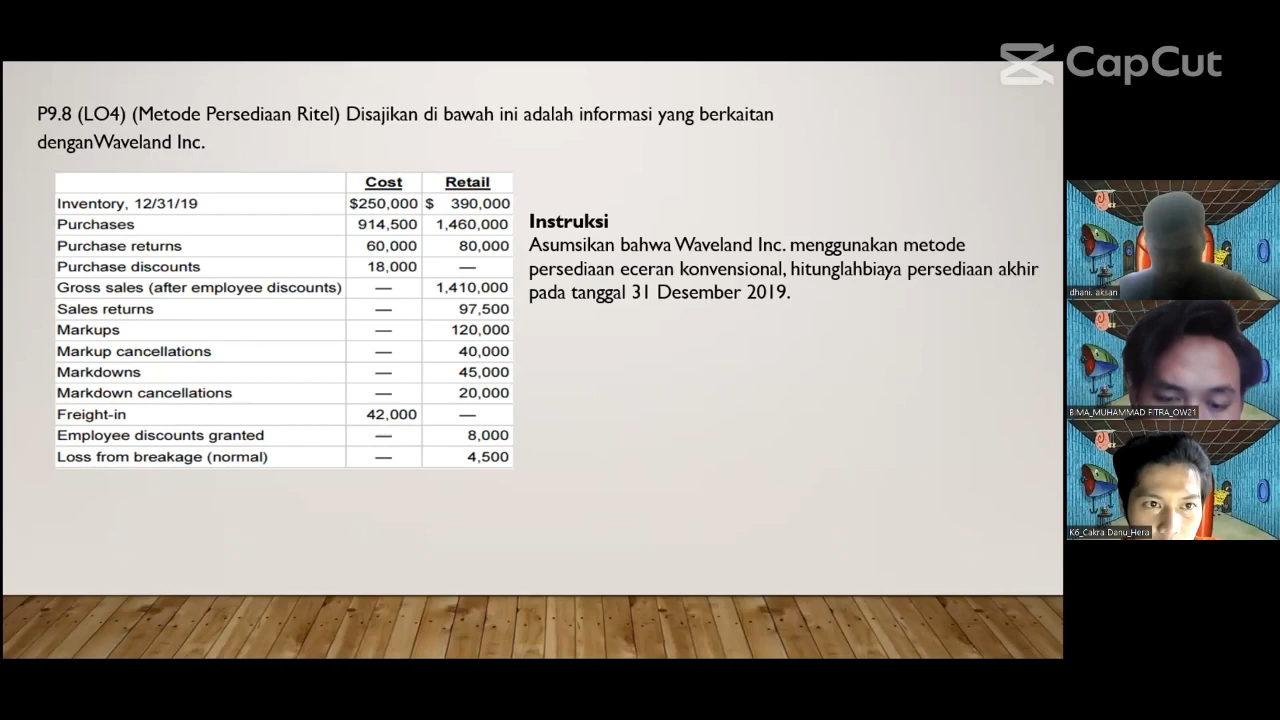 CapCut
P9.8 (LO4) (Metode Persediaan Ritel) Disajikan di bawah ini adalah informasi yang berkaitan
denganWaveland Inc.
Cost Retail
Inventory, 12/31/19 $250,000 $ 390,000
Purchases 914,500 1,460,000
Purchase returns 60,000 80,000
Purchase discounts 18,000 —
Gross sales (after employee discounts) — 1,410,000
Sales returns — 97,500
Markups — 120,000
Markup cancellations — 40,000
Markdowns — 45,000
Markdown cancellations — 20,000
Freight-in 42,000 —
Employee discounts granted — 8,000
Loss from breakage (normal) — 4,500
Instruksi
Asumsikan bahwa Waveland Inc. menggunakan metode
persediaan eceran konvensional, hitunglahbiaya persediaan akhir
pada tanggal 31 Desember 2019.
dhani. aksan
BIMA_MUHAMMAD FITRA_OW21
K6_Cakra Danu_Hera